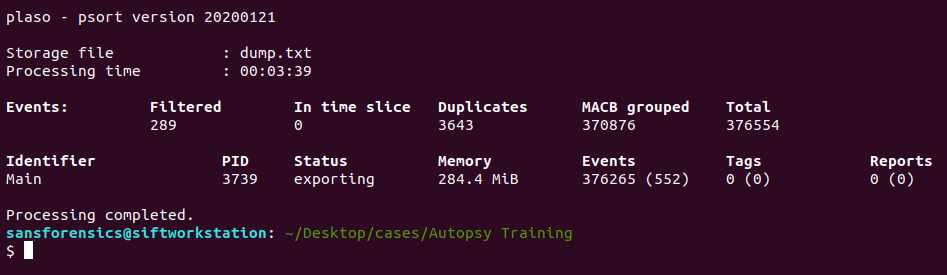 plaso - psort version 20200121
Storage file : dump.txt
Processing time : 00:03:39
Events: Filtered In time slice Duplicates MACB grouped Total
289 0 3643 370876 376554
Identifier PID Status Memory Events Tags Reports
Main 3739 exporting 284.4 MiB 376265 (552) 0 (0) 0 (0)
Processing completed.
sansforensics@siftworkstation: ~/Desktop/cases/Autopsy Training
$